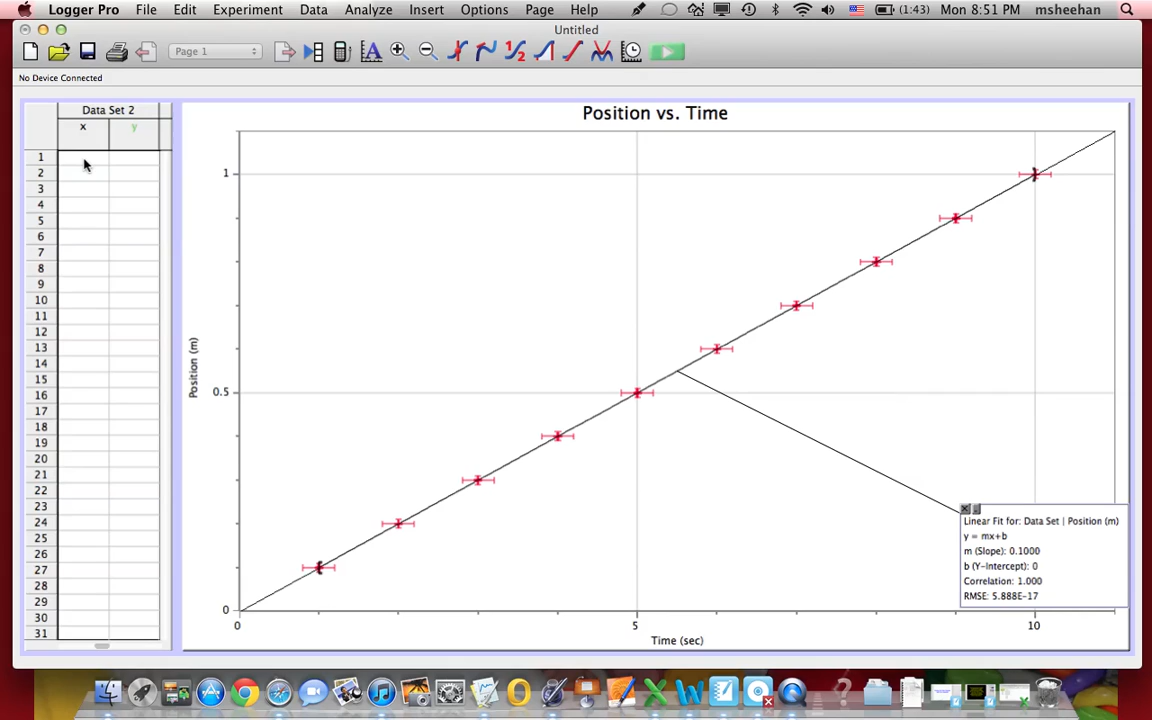 Logger Pro File Edit Experiment Data Analyze Insert Options Page Help (1:43) Mon 8:51 PM msheehan
Untitled
Page 1
No Device Connected
Data Set 2
x y
1
2
3
4
5
6
7
8
9
10
11
12
13
14
15
16
17
18
19
20
21
22
23
24
25
26
27
28
29
30
31
Position vs. Time
1
0.5
0
Position (m)
0 5 10
Time (sec)
Linear Fit for: Data Set | Position (m)
y = mx+b
m (Slope): 0.1000
b (Y-Intercept): 0
Correlation: 1.000
RMSE: 5.888E-17